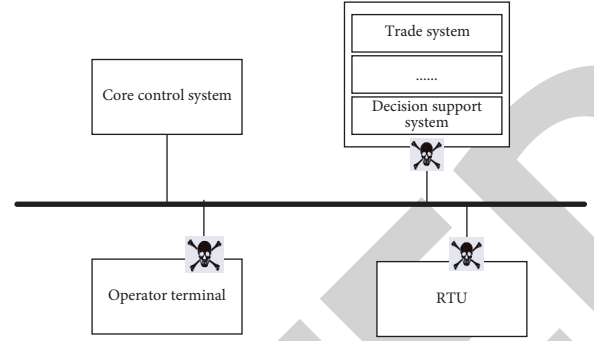 Trade system
......
Decision support
system
Core control system
Operator terminal
RTU